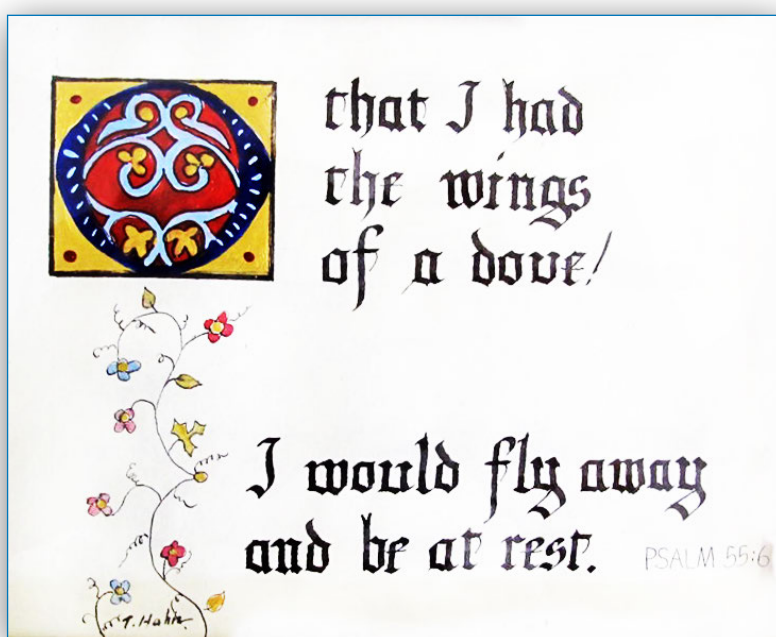 O that I had
the wings
of a dove!
I would fly away
and be at rest.
PSALM 55:6
T. Hahn